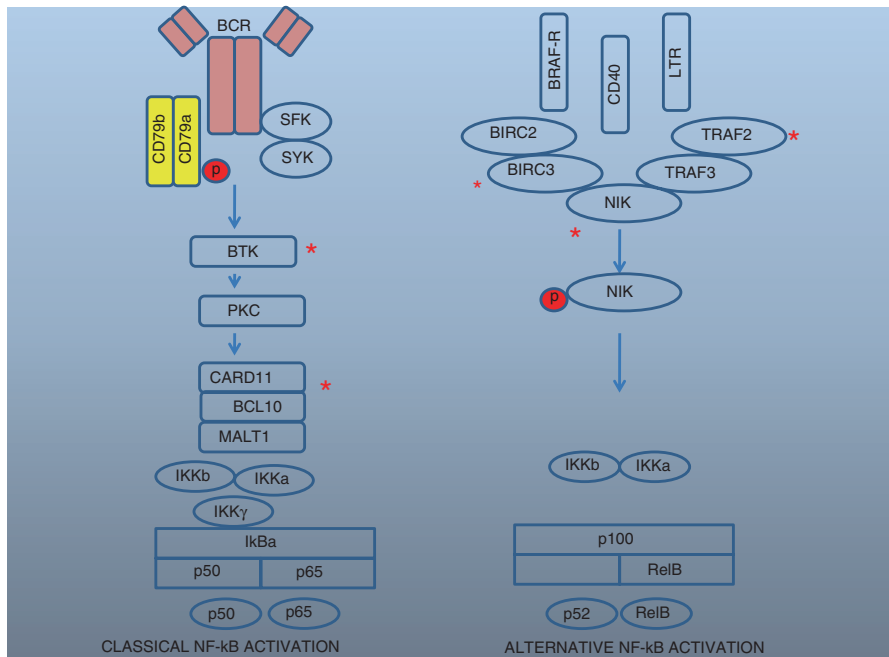 BCR
CD79b
CD79a
SFK
SYK
p
BTK
*
PKC
CARD11
*
BCL10
MALT1
IKKb
IKKa
IKKγ
IkBa
p50
p65
p50
p65
CLASSICAL NF-kB ACTIVATION
BRAF-R
CD40
LTR
BIRC2
TRAF2
*
BIRC3
*
TRAF3
NIK
*
NIK
p
IKKb
IKKa
p100
RelB
p52
RelB
ALTERNATIVE NF-kB ACTIVATION